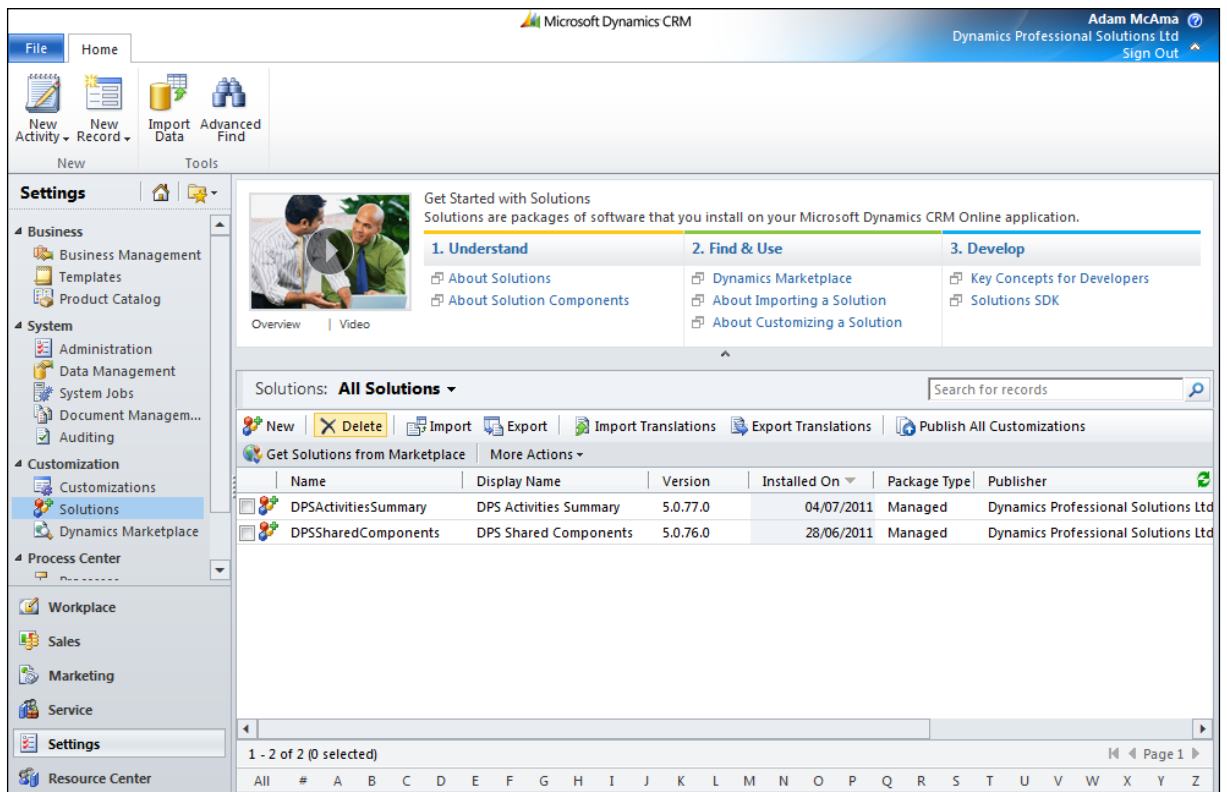 Microsoft Dynamics CRM
Adam McAma
Dynamics Professional Solutions Ltd
Sign Out
File Home
New Activity New Record Import Data Advanced Find
New Tools
Settings
Business
Business Management
Templates
Product Catalog
System
Administration
Data Management
System Jobs
Document Managem...
Auditing
Customization
Customizations
Solutions
Dynamics Marketplace
Process Center
Workplace
Sales
Marketing
Service
Settings
Resource Center
Get Started with Solutions
Solutions are packages of software that you install on your Microsoft Dynamics CRM Online application.
1. Understand
About Solutions
About Solution Components
2. Find & Use
Dynamics Marketplace
About Importing a Solution
About Customizing a Solution
3. Develop
Key Concepts for Developers
Solutions SDK
Overview | Video
Solutions: All Solutions
Search for records
New Delete Import Export Import Translations Export Translations Publish All Customizations
Get Solutions from Marketplace More Actions
Name Display Name Version Installed On Package Type Publisher
DPSActivitiesSummary DPS Activities Summary 5.0.77.0 04/07/2011 Managed Dynamics Professional Solutions Ltd
DPSSharedComponents DPS Shared Components 5.0.76.0 28/06/2011 Managed Dynamics Professional Solutions Ltd
1 - 2 of 2 (0 selected)
Page 1
All # A B C D E F G H I J K L M N O P Q R S T U V W X Y Z